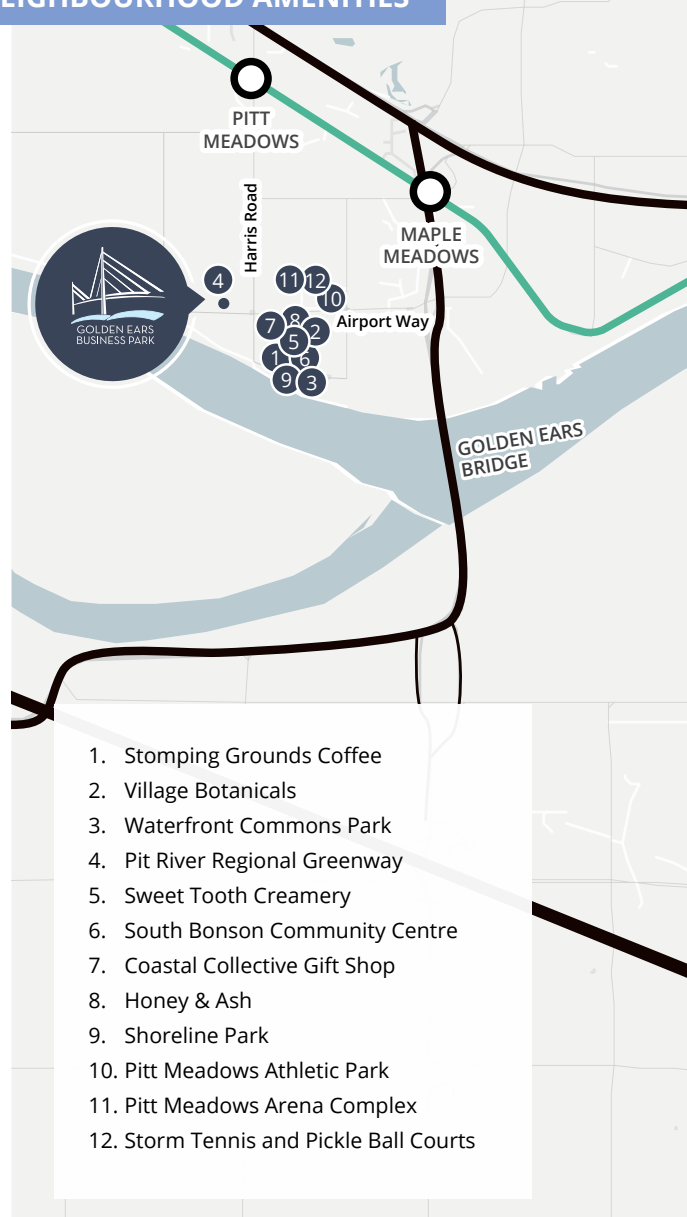 EIGHBOURHOOD AMENITIES
PITT
MEADOWS
Harris Road
MAPLE
MEADOWS
4
11
12
10
GOLDEN EARS
BUSINESS PARK
7
8
2
Airport Way
5
1
6
9
3
GOLDEN EARS
BRIDGE
1. Stomping Grounds Coffee
2. Village Botanicals
3. Waterfront Commons Park
4. Pit River Regional Greenway
5. Sweet Tooth Creamery
6. South Bonson Community Centre
7. Coastal Collective Gift Shop
8. Honey & Ash
9. Shoreline Park
10. Pitt Meadows Athletic Park
11. Pitt Meadows Arena Complex
12. Storm Tennis and Pickle Ball Courts